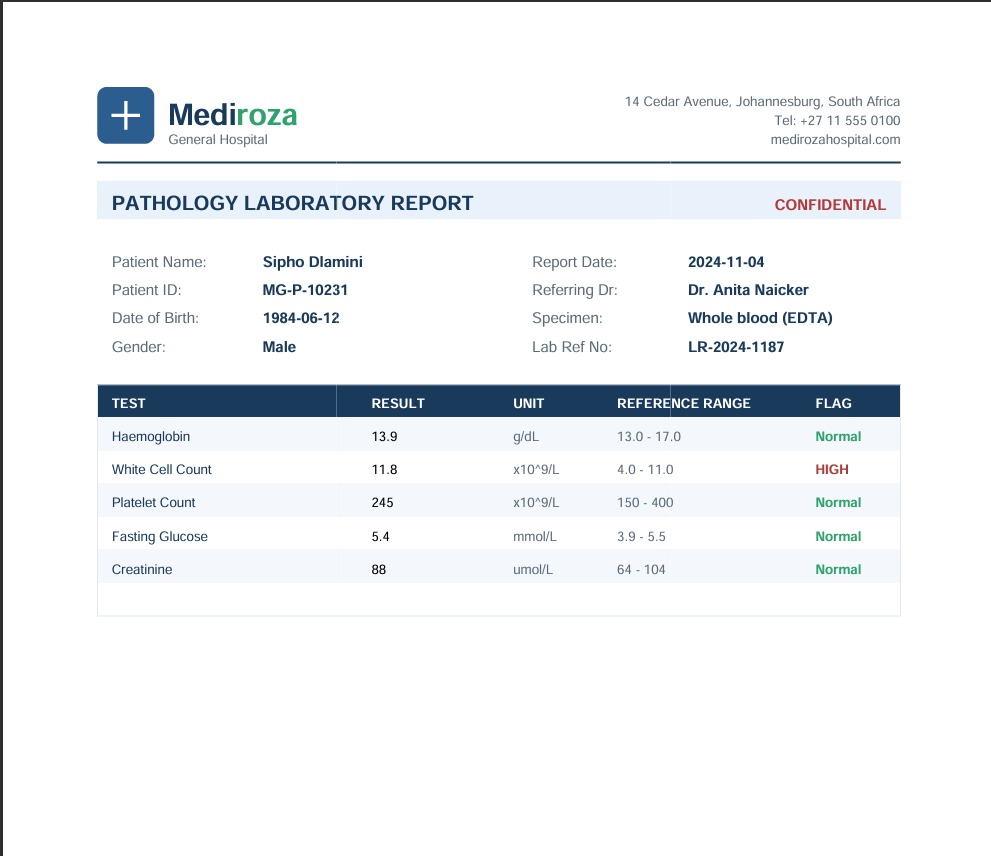 Mediroza
General Hospital
14 Cedar Avenue, Johannesburg, South Africa
Tel: +27 11 555 0100
medirozahospital.com
PATHOLOGY LABORATORY REPORT CONFIDENTIAL
Patient Name: Sipho Dlamini Report Date: 2024-11-04
Patient ID: MG-P-10231 Referring Dr: Dr. Anita Naicker
Date of Birth: 1984-06-12 Specimen: Whole blood (EDTA)
Gender: Male Lab Ref No: LR-2024-1187
TEST RESULT UNIT REFERENCE RANGE FLAG
Haemoglobin 13.9 g/dL 13.0 - 17.0 Normal
White Cell Count 11.8 x10^9/L 4.0 - 11.0 HIGH
Platelet Count 245 x10^9/L 150 - 400 Normal
Fasting Glucose 5.4 mmol/L 3.9 - 5.5 Normal
Creatinine 88 umol/L 64 - 104 Normal